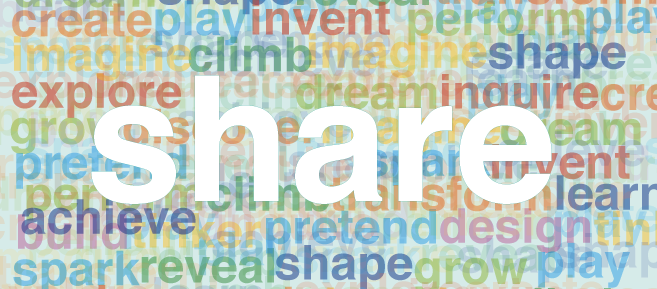 create play invent perform play
imagine climb imagine shape
explore dream inquire
share
grow dream
pretend invent
perform climb transform learn
achieve
build tinker pretend design
spark reveal shape grow play